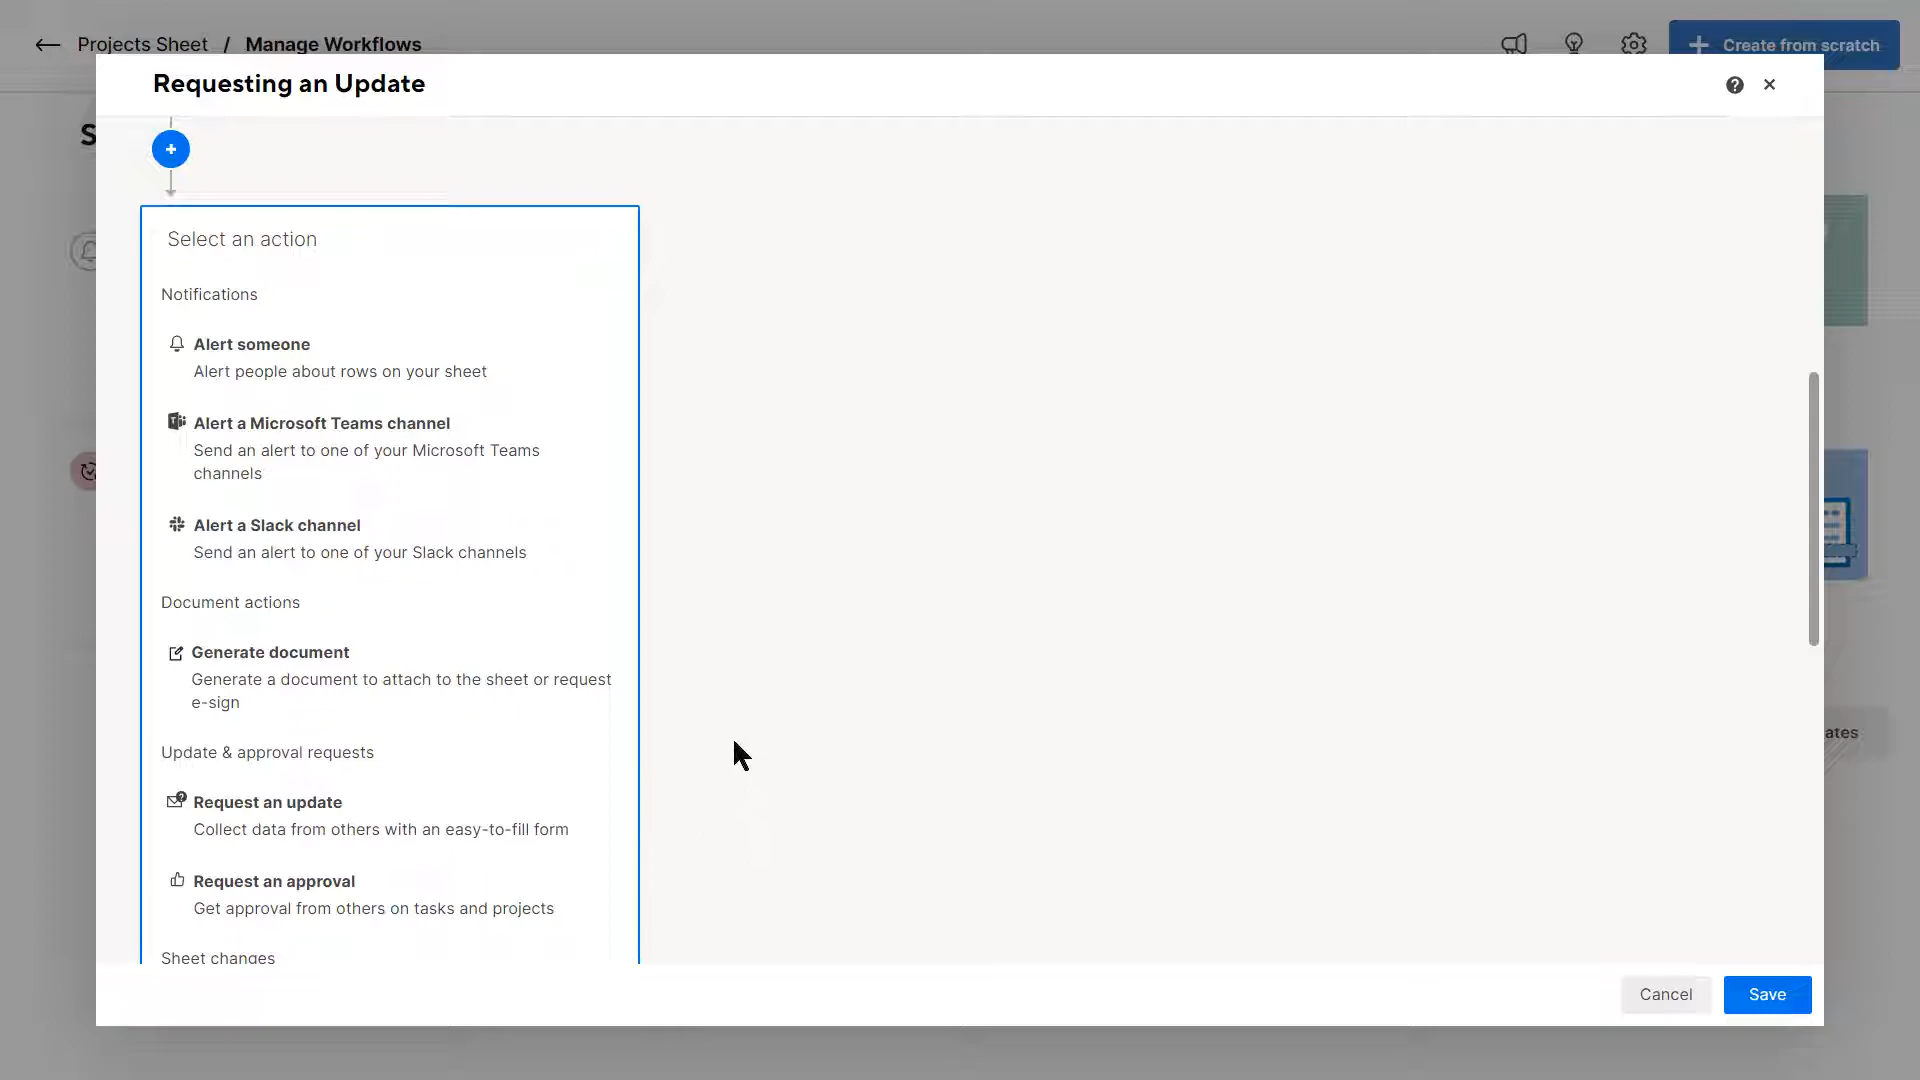 Projects Sheet / Manage Workflows
Create from scratch
Requesting an Update
S
Select an action
Notifications
Alert someone
Alert people about rows on your sheet
Alert a Microsoft Teams channel
Send an alert to one of your Microsoft Teams
channels
Alert a Slack channel
Send an alert to one of your Slack channels
Document actions
Generate document
Generate a document to attach to the sheet or request
e-sign
Update & approval requests
ates
Request an update
Collect data from others with an easy-to-fill form
Request an approval
Get approval from others on tasks and projects
Sheet changes
Cancel
Save